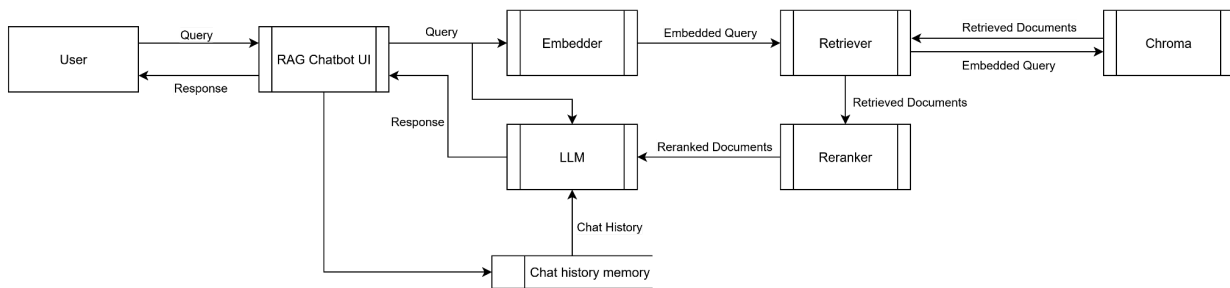 Query
User
Response
RAG Chatbot UI
Query
Embedder
Embedded Query
Retriever
Retrieved Documents
Embedded Query
Chroma
Retrieved Documents
Response
LLM
Reranked Documents
Reranker
Chat History
Chat history memory